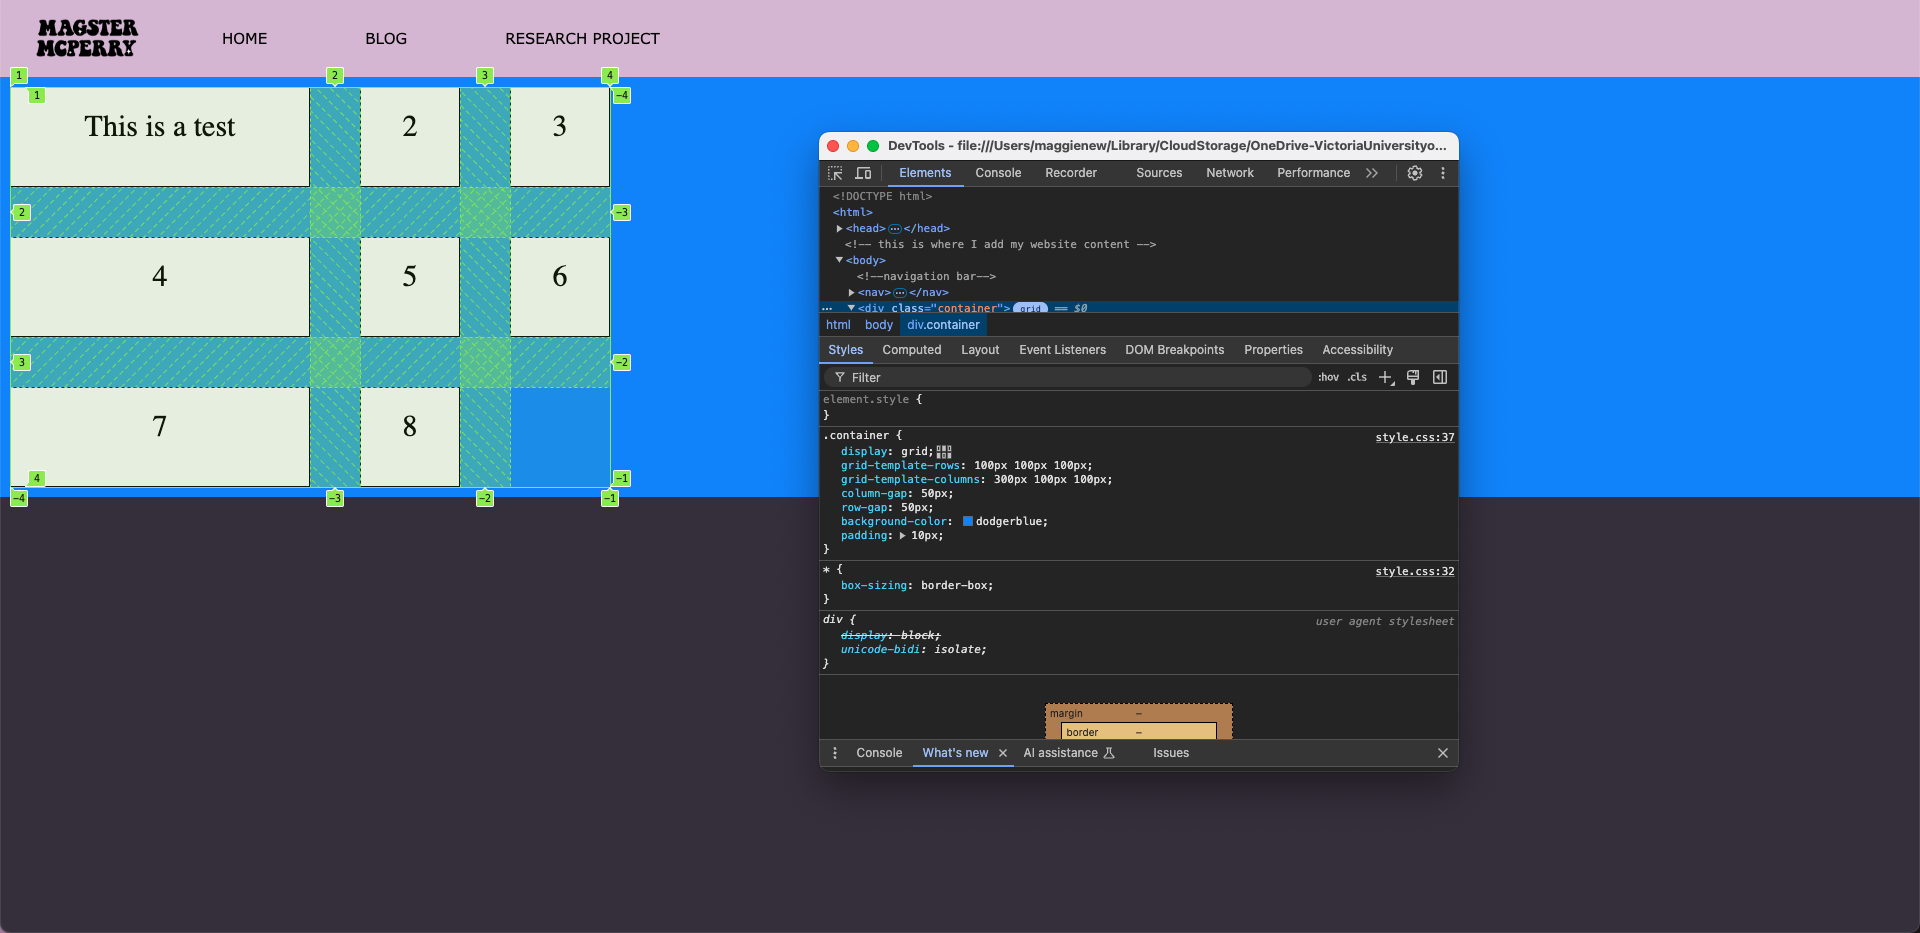 MAGSTER
MCPERRY
HOME BLOG RESEARCH PROJECT
1 2 3 4
1 -4
This is a test 2 3
2 -3
4 5 6
3 -2
7 8
4 -1
-4 -3 -2 -1
DevTools - file:///Users/maggienew/Library/CloudStorage/OneDrive-VictoriaUniversityo...
Elements Console Recorder Sources Network Performance >>
<!DOCTYPE html>
<html>
▶<head>…</head>
<!-- this is where I add my website content -->
▼<body>
<!--navigation bar-->
▶<nav>…</nav>
… ▼<div class="container"> grid == $0
html body div.container
Styles Computed Layout Event Listeners DOM Breakpoints Properties Accessibility
Filter :hov .cls
element.style {
}
.container { style.css:37
display: grid;
grid-template-rows: 100px 100px 100px;
grid-template-columns: 300px 100px 100px;
column-gap: 50px;
row-gap: 50px;
background-color: dodgerblue;
padding: ▶ 10px;
}
* { style.css:32
box-sizing: border-box;
}
div { user agent stylesheet
display: block;
unicode-bidi: isolate;
}
margin –
border –
Console What's new × AI assistance Issues